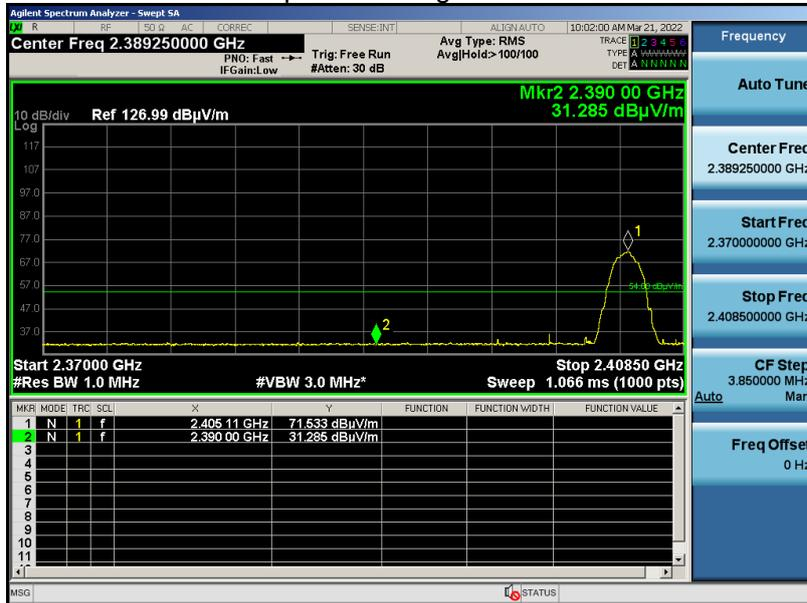 Agilent Spectrum Analyzer - Swept SA
R RF 50 Ω AC CORREC SENSE:INT ALIGN AUTO 10:02:00 AM Mar 21, 2022
Center Freq 2.389250000 GHz
PNO: Fast
IFGain:Low
Trig: Free Run
#Atten: 30 dB
Avg Type: RMS
Avg|Hold:>100/100
TRACE 1 2 3 4 5 6
TYPE A
DET A N N N N N
Mkr2 2.390 00 GHz
31.285 dBµV/m
10 dB/div Ref 126.99 dBµV/m
Log
117
107
97.0
87.0
77.0
67.0
57.0
47.0
37.0
1
2
54.00 dBµV/m
Start 2.37000 GHz Stop 2.40850 GHz
#Res BW 1.0 MHz #VBW 3.0 MHz* Sweep 1.066 ms (1000 pts)
MKR MODE TRC SCL X Y FUNCTION FUNCTION WIDTH FUNCTION VALUE
1 N 1 f 2.405 11 GHz 71.533 dBµV/m
2 N 1 f 2.390 00 GHz 31.285 dBµV/m
3
4
5
6
7
8
9
10
11
MSG STATUS
Frequency
Auto Tune
Center Freq
2.389250000 GHz
Start Freq
2.370000000 GHz
Stop Freq
2.408500000 GHz
CF Step
3.850000 MHz
Auto Man
Freq Offset
0 Hz